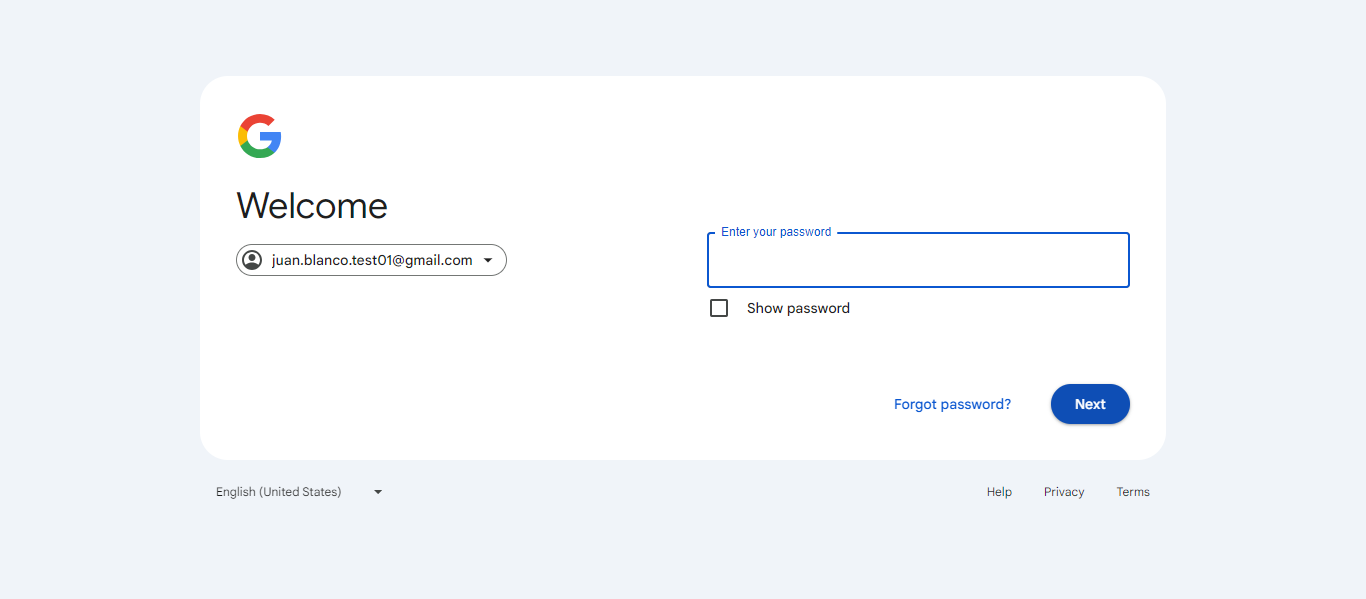 Welcome
juan.blanco.test01@gmail.com
Enter your password
Show password
Forgot password?
Next
English (United States)
Help
Privacy
Terms